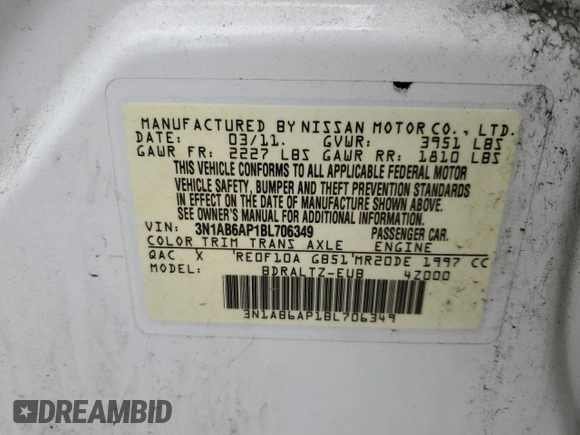 MANUFACTURED BY NISSAN MOTOR CO., LTD.
DATE: 03/11. GVWR: 3951 LBS
GAWR FR: 2227 LBS GAWR RR: 1810 LBS
THIS VEHICLE CONFORMS TO ALL APPLICABLE FEDERAL MOTOR
VEHICLE SAFETY, BUMPER AND THEFT PREVENTION STANDARDS
IN EFFECT ON THE DATE OF MANUFACTURE SHOWN ABOVE.
SEE OWNER'S MANUAL FOR ADDITIONAL INFORMATION.
VIN: 3N1AB6AP1BL706349 PASSENGER CAR.
COLOR TRIM TRANS AXLE ENGINE
QAC X RE0F10A GB51 MR20DE 1997 CC
MODEL BDRALTZ-EUB 4Z000
3N1AB6AP1BL706349
DREAMBID